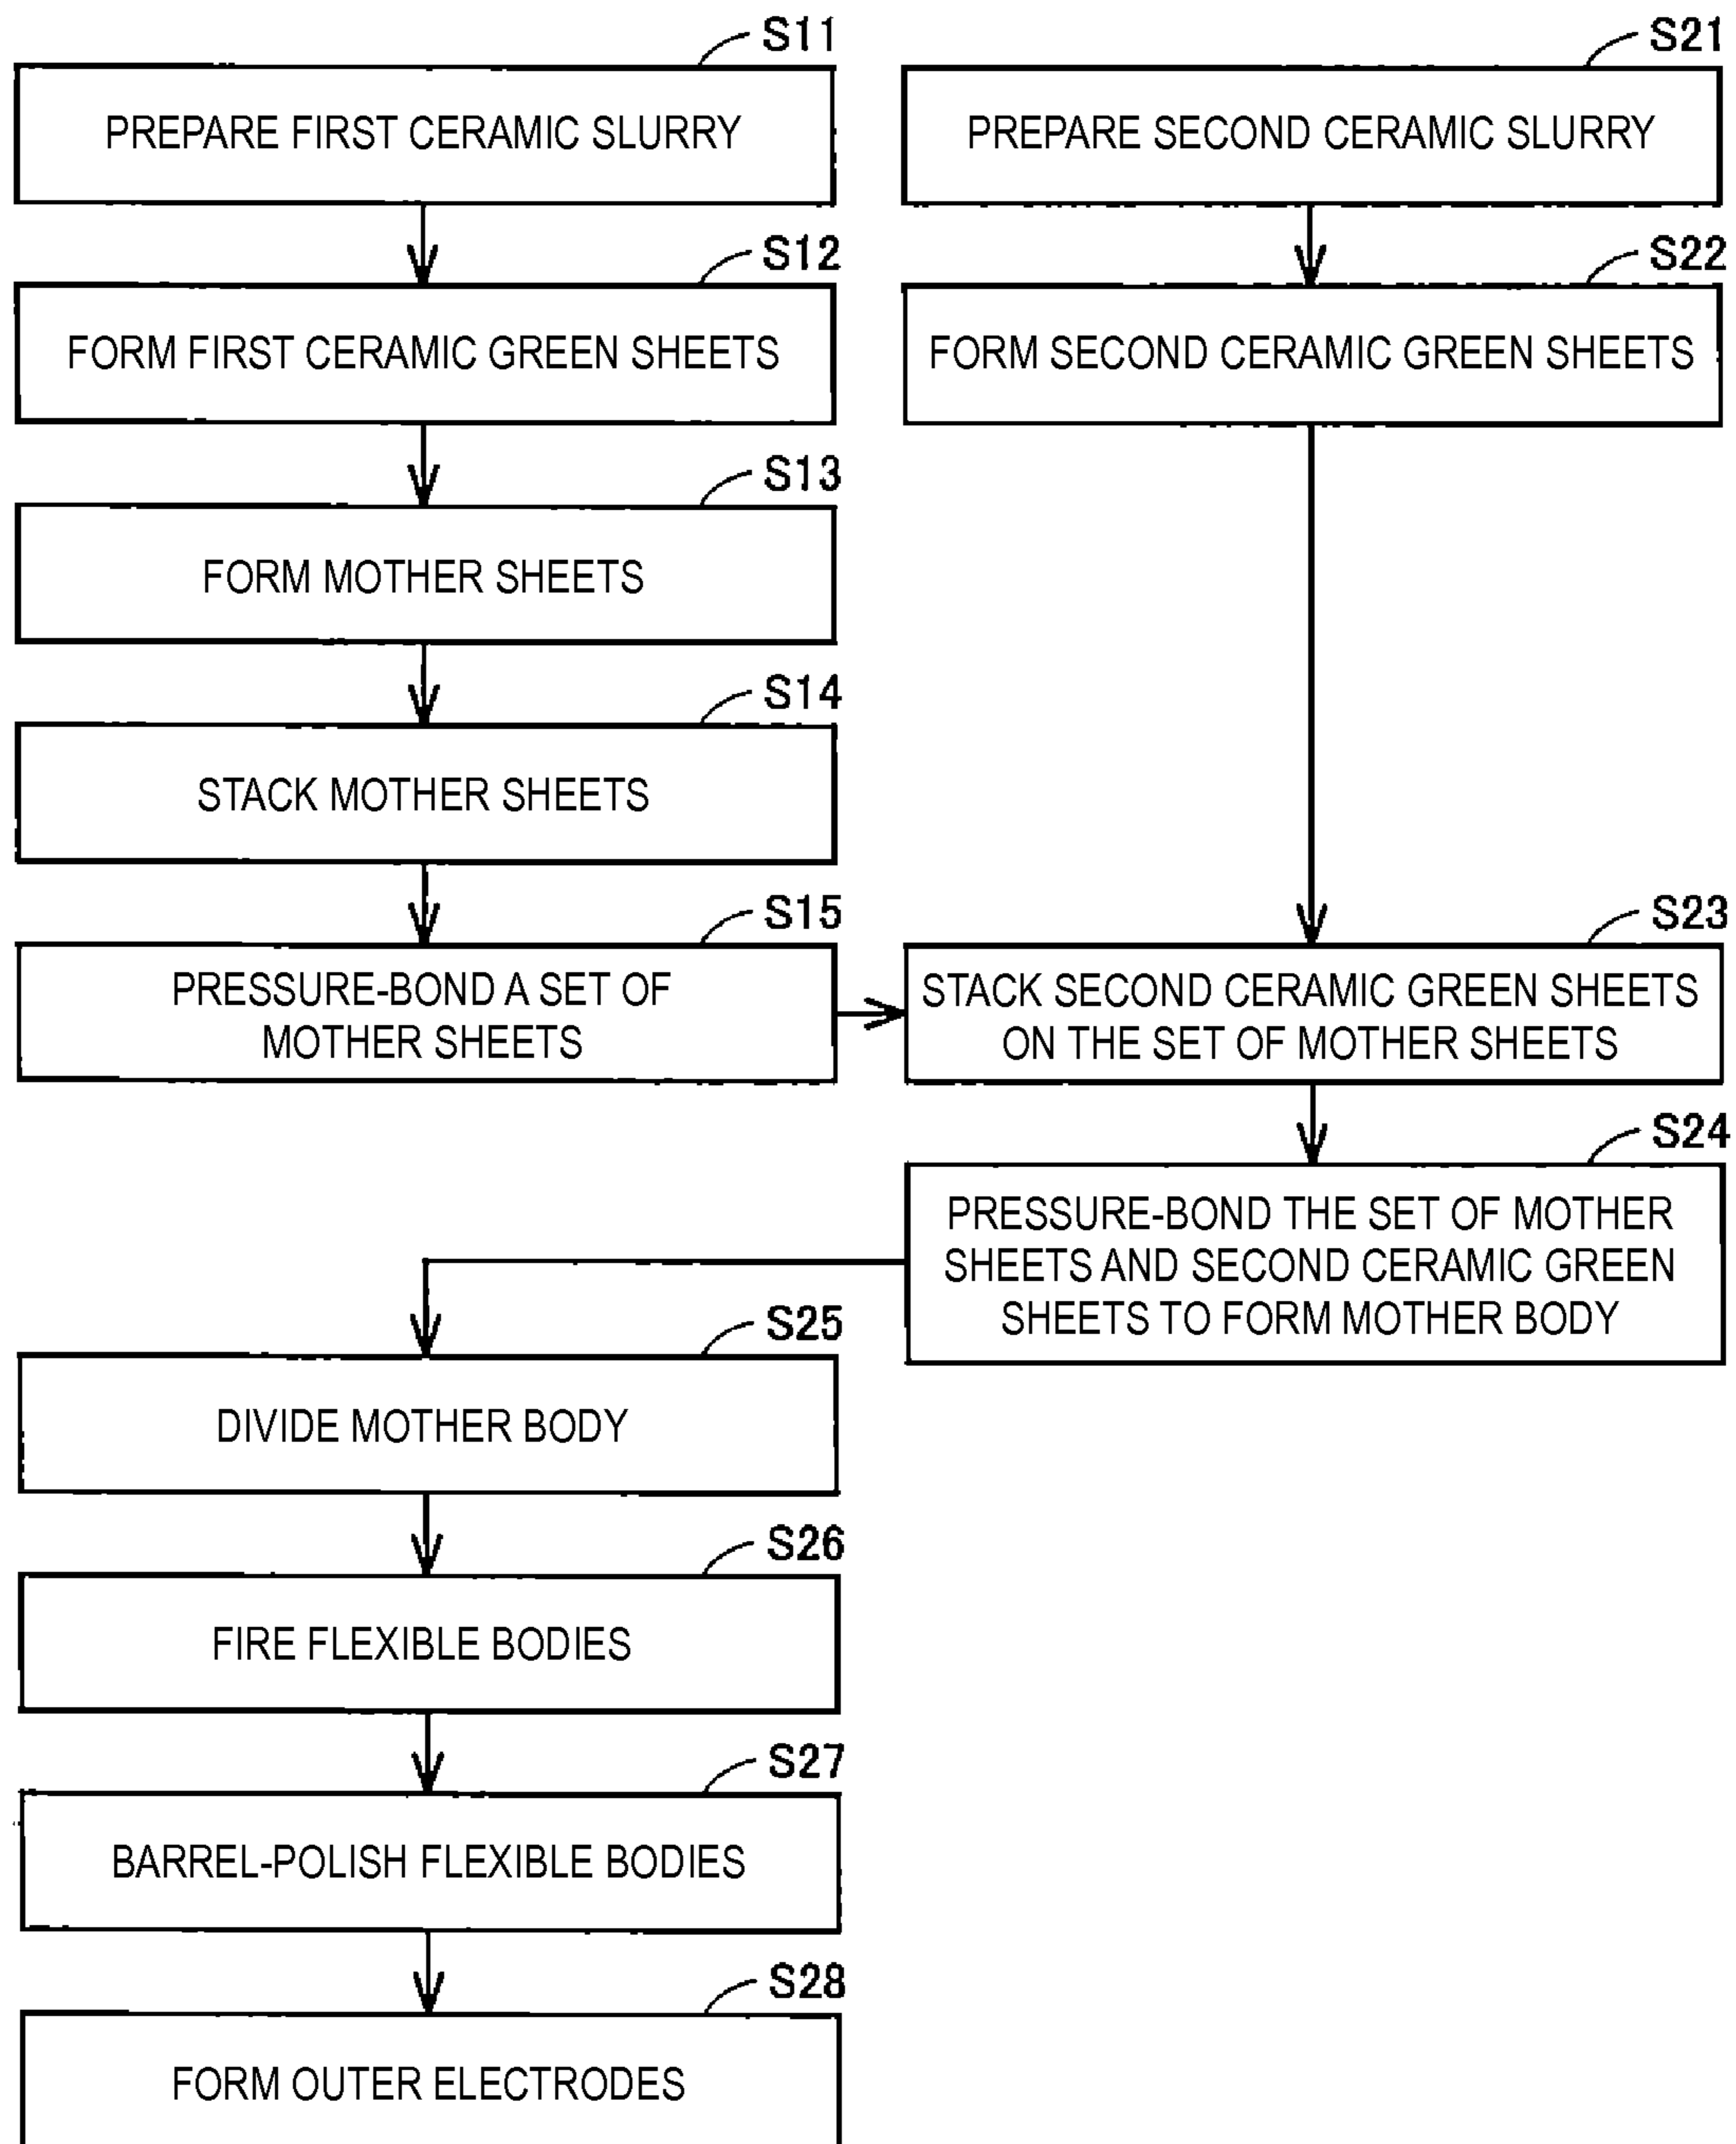 S11
PREPARE FIRST CERAMIC SLURRY
S21
PREPARE SECOND CERAMIC SLURRY
S12
FORM FIRST CERAMIC GREEN SHEETS
S22
FORM SECOND CERAMIC GREEN SHEETS
S13
FORM MOTHER SHEETS
S14
STACK MOTHER SHEETS
S15
PRESSURE-BOND A SET OF
MOTHER SHEETS
S23
STACK SECOND CERAMIC GREEN SHEETS
ON THE SET OF MOTHER SHEETS
S24
PRESSURE-BOND THE SET OF MOTHER
SHEETS AND SECOND CERAMIC GREEN
SHEETS TO FORM MOTHER BODY
S25
DIVIDE MOTHER BODY
S26
FIRE FLEXIBLE BODIES
S27
BARREL-POLISH FLEXIBLE BODIES
S28
FORM OUTER ELECTRODES